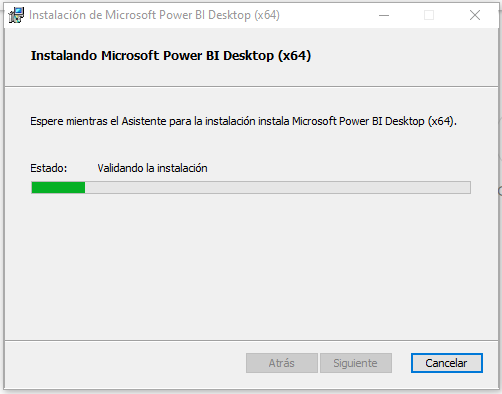 Instalación de Microsoft Power BI Desktop (x64)
Instalando Microsoft Power BI Desktop (x64)
Espere mientras el Asistente para la instalación instala Microsoft Power BI Desktop (x64).
Estado: Validando la instalación
Atrás Siguiente Cancelar